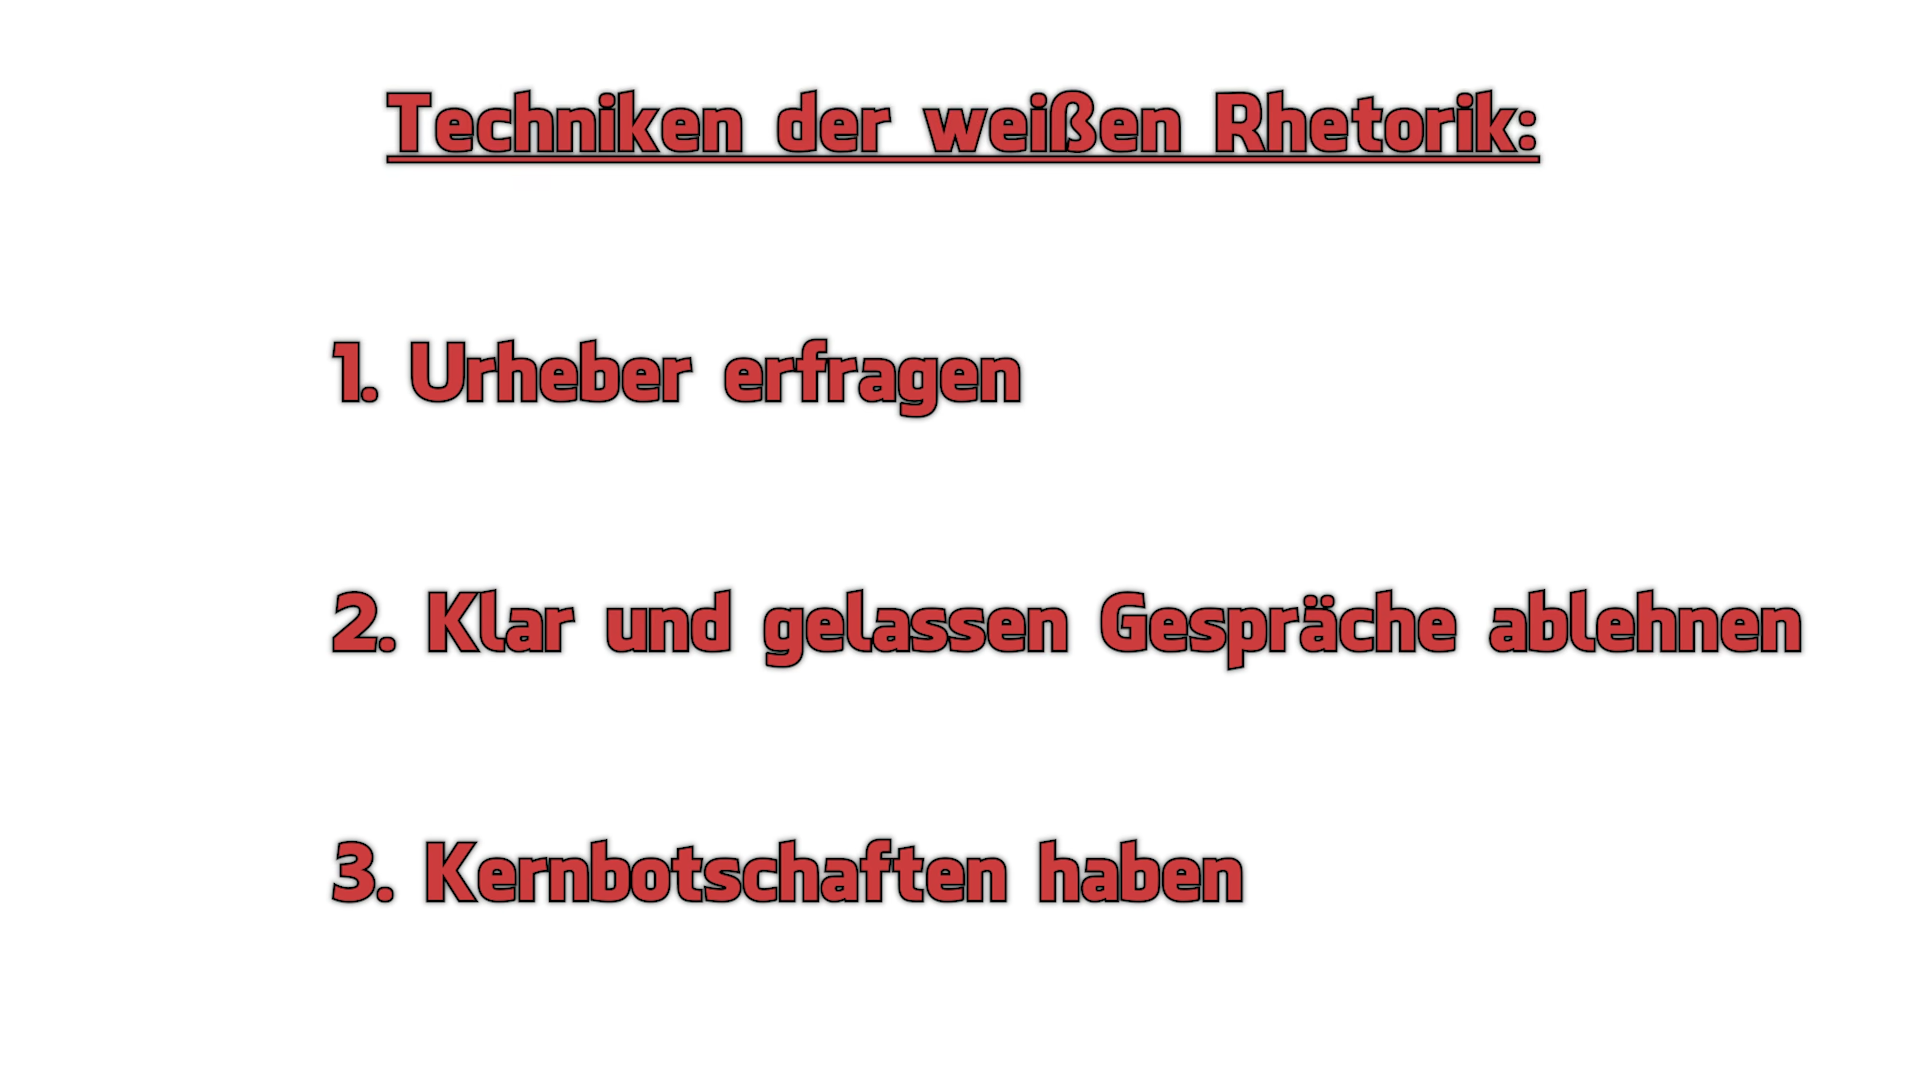 Techniken der weißen Rhetorik:
1. Urheber erfragen
2. Klar und gelassen Gespräche ablehnen
3. Kernbotschaften haben